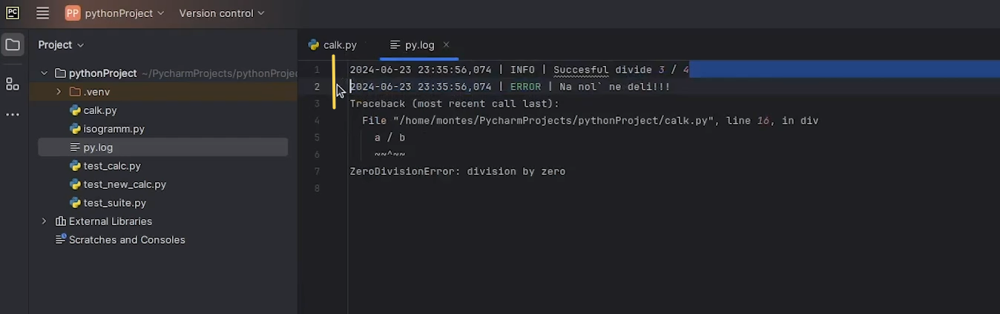 PC PP pythonProject Version control
Project
calk.py py.log
pythonProject ~/PycharmProjects/pythonProjec
.venv
calk.py
isogramm.py
py.log
test_calc.py
test_new_calc.py
test_suite.py
External Libraries
Scratches and Consoles
1 2024-06-23 23:35:56,074 | INFO | Succesful divide 3 / 4
2 2024-06-23 23:35:56,074 | ERROR | Na nol` ne deli!!!
3 Traceback (most recent call last):
4 File "/home/montes/PycharmProjects/pythonProject/calk.py", line 16, in div
5 a / b
6 ~~^~~
7 ZeroDivisionError: division by zero
8